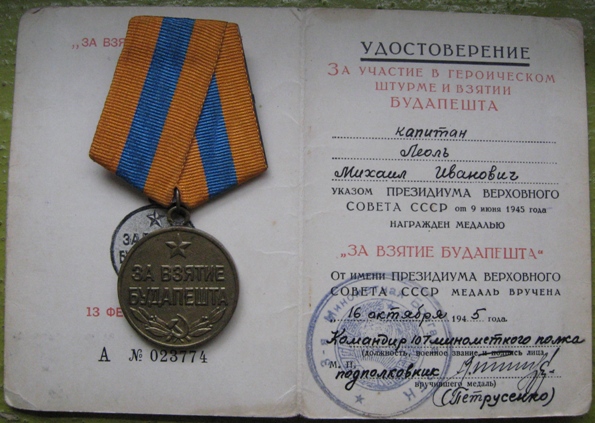 „ЗА ВЗЯ
ЗА ВЗЯТИЕ
БУДАПЕШТА
13 ФЕ
А № 023774
УДОСТОВЕРЕНИЕ
ЗА УЧАСТИЕ В ГЕРОИЧЕСКОМ
ШТУРМЕ И ВЗЯТИИ
БУДАПЕШТА
капитан
Леоль
Михаил Иванович
УКАЗОМ ПРЕЗИДИУМА ВЕРХОВНОГО
СОВЕТА СССР от 9 июня 1945 года
НАГРАЖДЕН МЕДАЛЬЮ
„ЗА ВЗЯТИЕ БУДАПЕШТА“
От имени ПРЕЗИДИУМА ВЕРХОВНОГО
СОВЕТА СССР МЕДАЛЬ ВРУЧЕНА
„16 октября 1945 года.
Командир 107 минометного полка
(должность, военное звание и подпись лица,
М. П.
подполковник
вручившего медаль)
(Петрусенко)